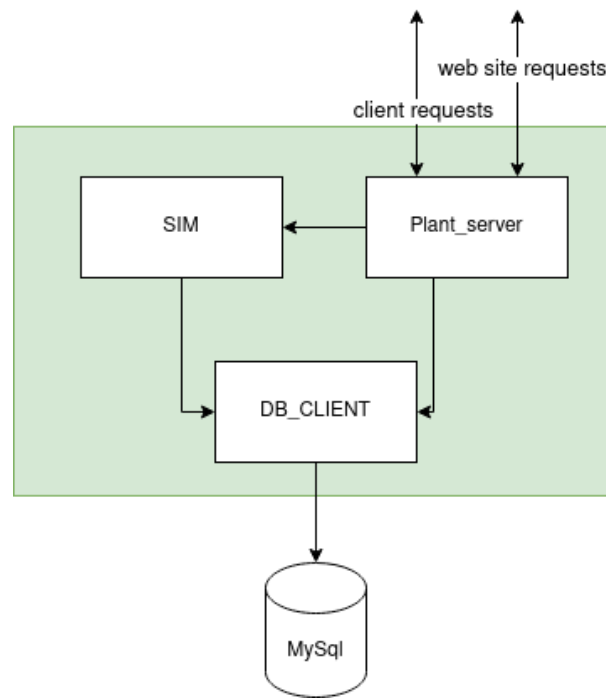 web site requests
client requests
SIM
Plant_server
DB_CLIENT
MySql